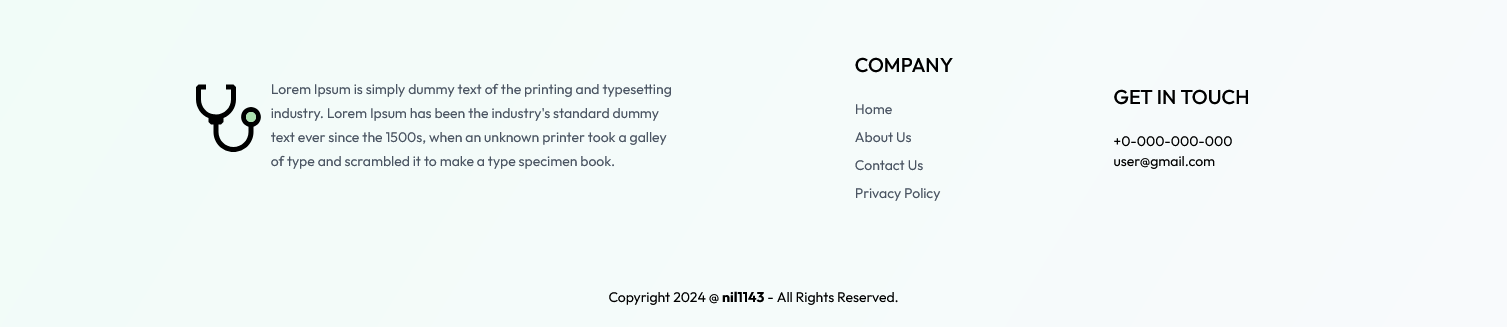 Lorem Ipsum is simply dummy text of the printing and typesetting
industry. Lorem Ipsum has been the industry's standard dummy
text ever since the 1500s, when an unknown printer took a galley
of type and scrambled it to make a type specimen book.
COMPANY
Home
About Us
Contact Us
Privacy Policy
GET IN TOUCH
+0-000-000-000
user@gmail.com
Copyright 2024 @ nil1143 - All Rights Reserved.